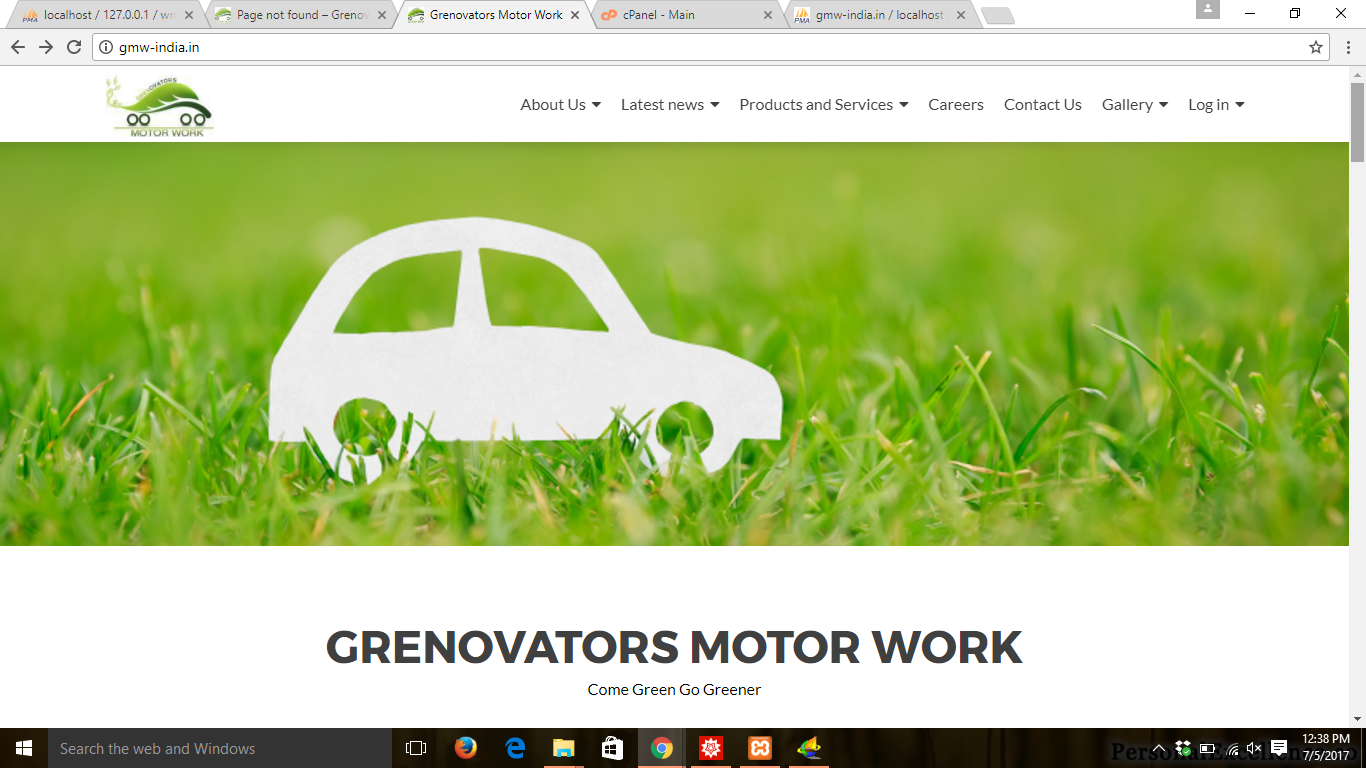 localhost / 127.0.0.1 / wr
Page not found – Grenov
Grenovators Motor Work
cPanel - Main
gmw-india.in / localhost
gmw-india.in
GRENOVATORS
MOTOR WORK
About Us
Latest news
Products and Services
Careers
Contact Us
Gallery
Log in
GRENOVATORS MOTOR WORK
Come Green Go Greener
Search the web and Windows
12:38 PM
7/5/2017